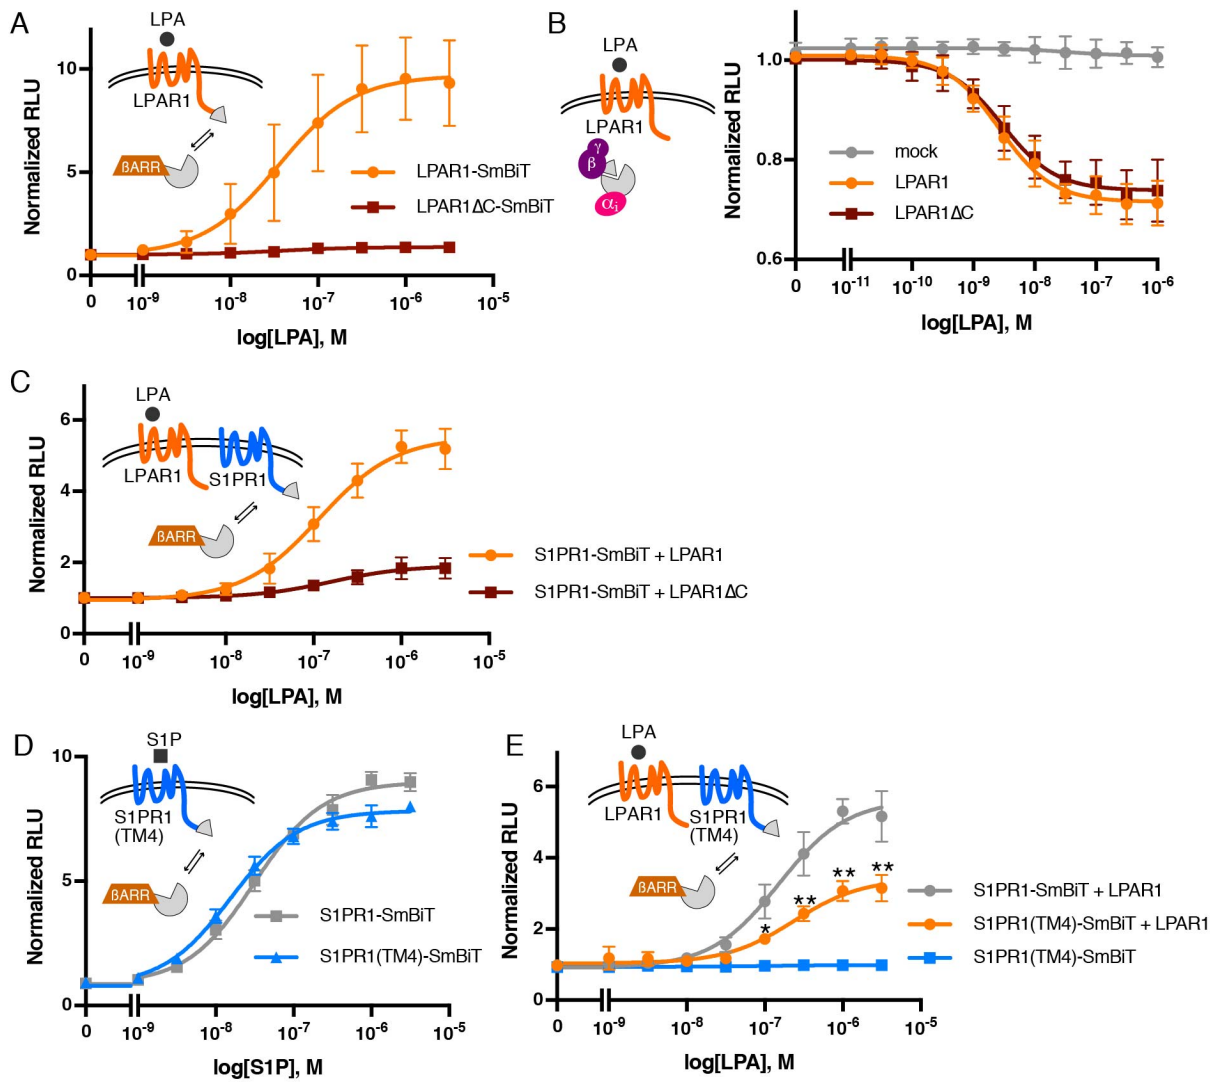 A
LPA
LPAR1
βARR
Normalized RLU
10
5
0
LPAR1-SmBiT
LPAR1ΔC-SmBiT
0 10⁻⁹ 10⁻⁸ 10⁻⁷ 10⁻⁶ 10⁻⁵
log[LPA], M
B
LPA
LPAR1
γ
β
αi
Normalized RLU
1.0
0.8
0.6
mock
LPAR1
LPAR1ΔC
0 10⁻¹¹ 10⁻¹⁰ 10⁻⁹ 10⁻⁸ 10⁻⁷ 10⁻⁶
log[LPA], M
C
LPA
LPAR1 S1PR1
βARR
Normalized RLU
6
4
2
0
S1PR1-SmBiT + LPAR1
S1PR1-SmBiT + LPAR1ΔC
0 10⁻⁹ 10⁻⁸ 10⁻⁷ 10⁻⁶ 10⁻⁵
log[LPA], M
D
S1P
S1PR1
(TM4)
βARR
Normalized RLU
10
5
0
S1PR1-SmBiT
S1PR1(TM4)-SmBiT
0 10⁻⁹ 10⁻⁸ 10⁻⁷ 10⁻⁶ 10⁻⁵
log[S1P], M
E
LPA
LPAR1 S1PR1
(TM4)
βARR
Normalized RLU
6
4
2
0
* ** ** **
S1PR1-SmBiT + LPAR1
S1PR1(TM4)-SmBiT + LPAR1
S1PR1(TM4)-SmBiT
0 10⁻⁹ 10⁻⁸ 10⁻⁷ 10⁻⁶ 10⁻⁵
log[LPA], M